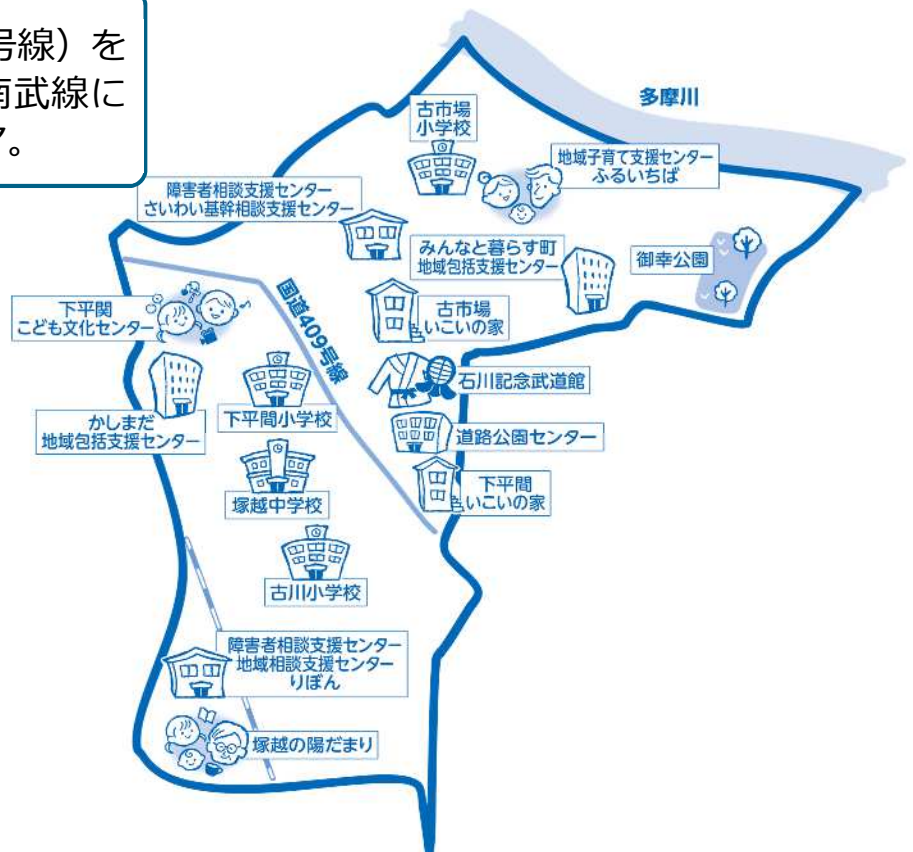 号線）を
南武線に
多摩川
古市場
小学校
地域子育て支援センター
ふるいちば
障害者相談支援センター
さいわい基幹相談支援センター
みんなと暮らす町
地域包括支援センター
御幸公園
国道409号線
下平関
こども文化センター
古市場
いこいの家
石川記念武道館
かしまだ
地域包括支援センター
下平間小学校
道路公園センター
塚越中学校
下平間
いこいの家
古川小学校
障害者相談支援センター
地域相談支援センター
りぼん
塚越の陽だまり